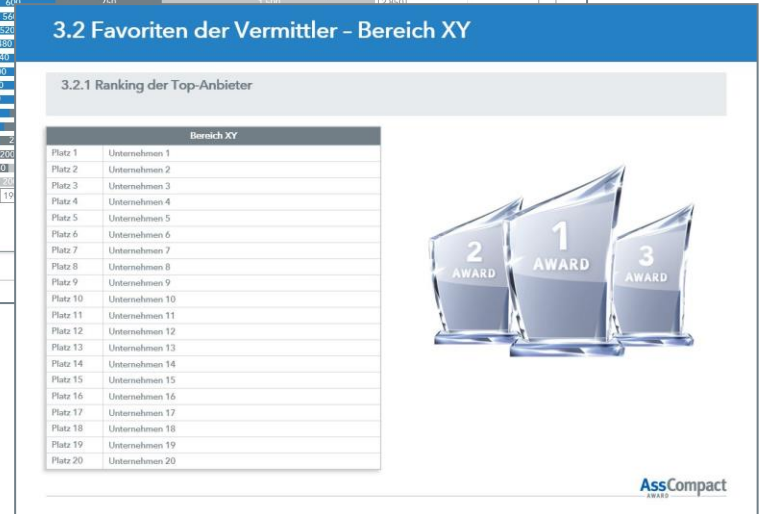 3.2 Favoriten der Vermittler – Bereich XY
3.2.1 Ranking der Top-Anbieter
Bereich XY
Platz 1 Unternehmen 1
Platz 2 Unternehmen 2
Platz 3 Unternehmen 3
Platz 4 Unternehmen 4
Platz 5 Unternehmen 5
Platz 6 Unternehmen 6
Platz 7 Unternehmen 7
Platz 8 Unternehmen 8
Platz 9 Unternehmen 9
Platz 10 Unternehmen 10
Platz 11 Unternehmen 11
Platz 12 Unternehmen 12
Platz 13 Unternehmen 13
Platz 14 Unternehmen 14
Platz 15 Unternehmen 15
Platz 16 Unternehmen 16
Platz 17 Unternehmen 17
Platz 18 Unternehmen 18
Platz 19 Unternehmen 19
Platz 20 Unternehmen 20
2
AWARD
1
AWARD
3
AWARD
AssCompact
AWARD